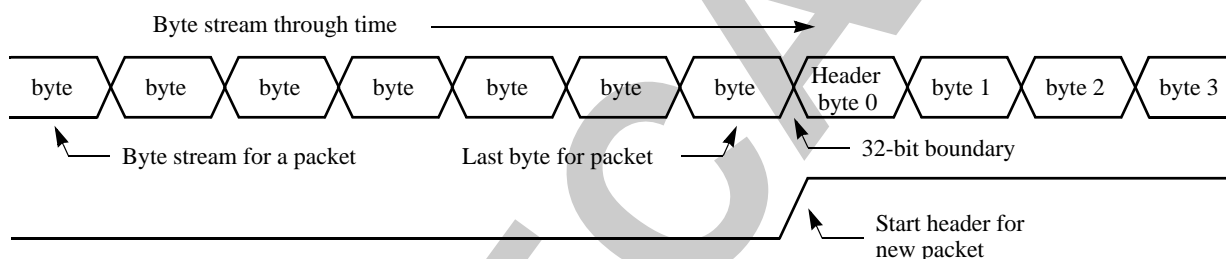 Byte stream through time
byte byte byte byte byte byte byte Header byte 0 byte 1 byte 2 byte 3
Byte stream for a packet
Last byte for packet
32-bit boundary
Start header for
new packet